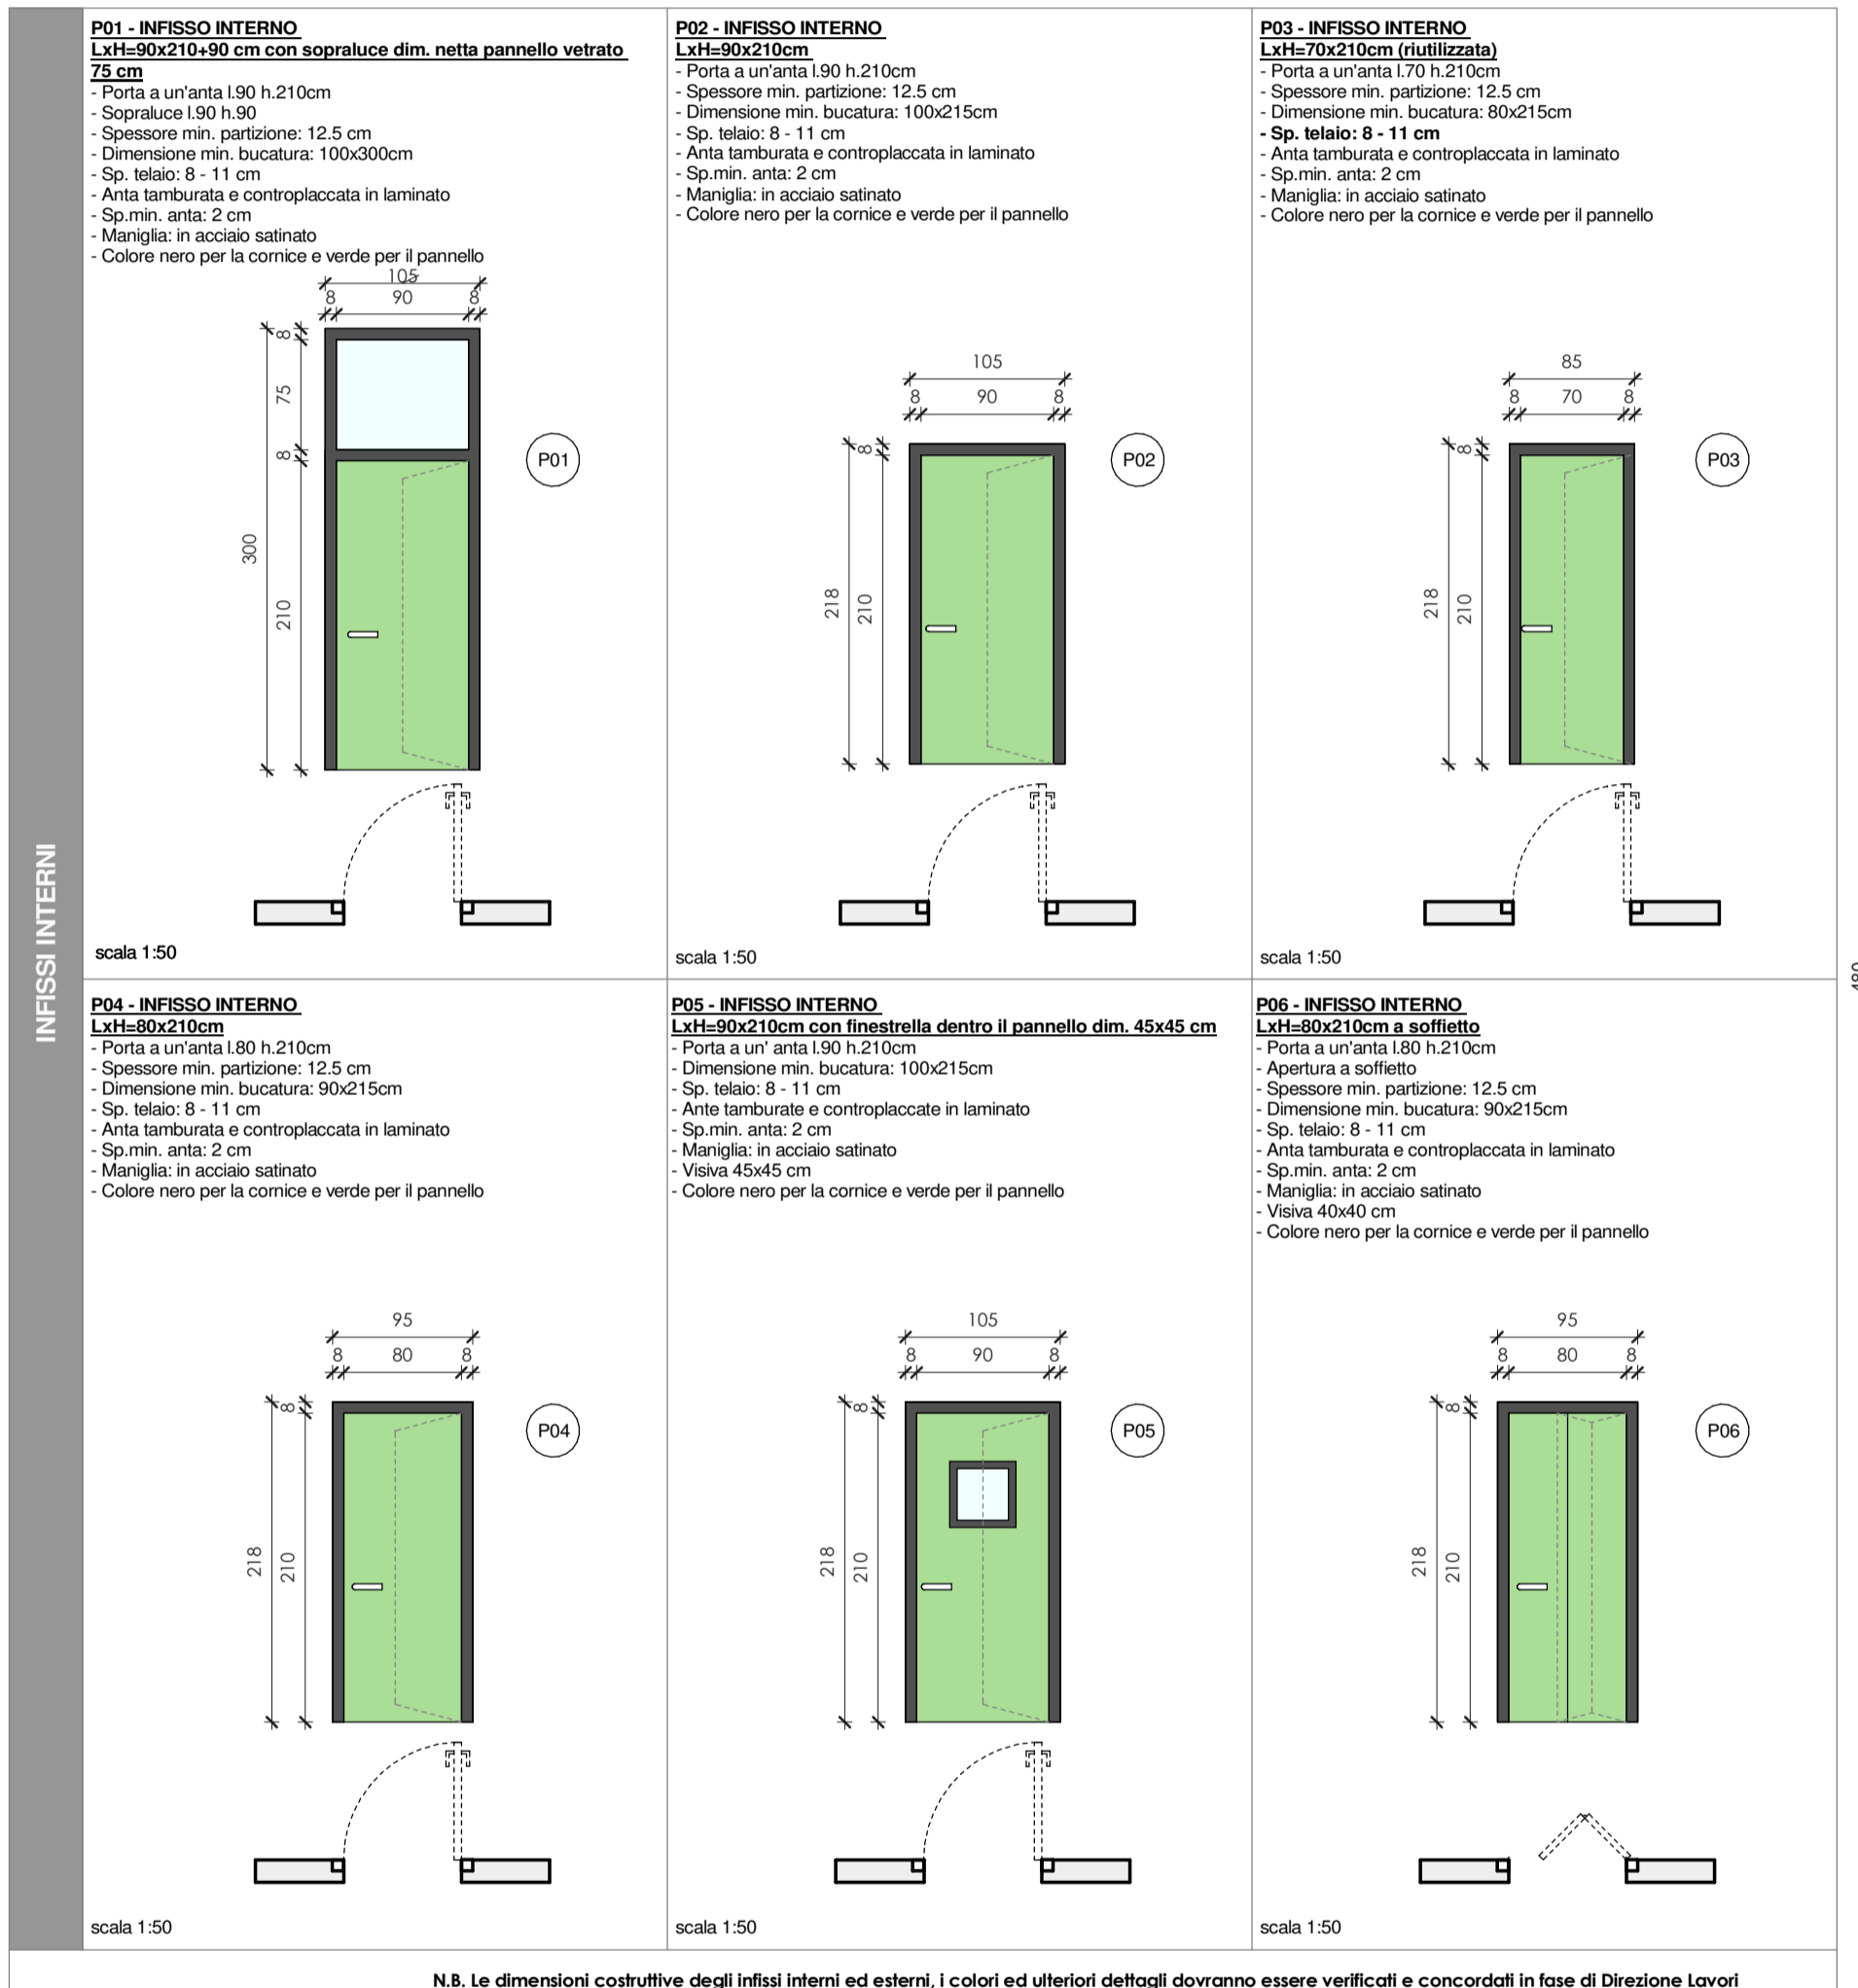 INFISSI INTERNI
P01 - INFISSO INTERNO
LxH=90x210+90 cm con sopraluce dim. netta pannello vetrato
75 cm
- Porta a un'anta l.90 h.210cm
- Sopraluce l.90 h.90
- Spessore min. partizione: 12.5 cm
- Dimensione min. bucatura: 100x300cm
- Sp. telaio: 8 - 11 cm
- Anta tamburata e controplaccata in laminato
- Sp.min. anta: 2 cm
- Maniglia: in acciaio satinato
- Colore nero per la cornice e verde per il pannello
105
8 90 8
8
75
8
300
210
P01
scala 1:50
P02 - INFISSO INTERNO
LxH=90x210cm
- Porta a un'anta l.90 h.210cm
- Spessore min. partizione: 12.5 cm
- Dimensione min. bucatura: 100x215cm
- Sp. telaio: 8 - 11 cm
- Anta tamburata e controplaccata in laminato
- Sp.min. anta: 2 cm
- Maniglia: in acciaio satinato
- Colore nero per la cornice e verde per il pannello
105
8 90 8
8
218
210
P02
scala 1:50
P03 - INFISSO INTERNO
LxH=70x210cm (riutilizzata)
- Porta a un'anta l.70 h.210cm
- Spessore min. partizione: 12.5 cm
- Dimensione min. bucatura: 80x215cm
- Sp. telaio: 8 - 11 cm
- Anta tamburata e controplaccata in laminato
- Sp.min. anta: 2 cm
- Maniglia: in acciaio satinato
- Colore nero per la cornice e verde per il pannello
85
8 70 8
8
218
210
P03
scala 1:50
P04 - INFISSO INTERNO
LxH=80x210cm
- Porta a un'anta l.80 h.210cm
- Spessore min. partizione: 12.5 cm
- Dimensione min. bucatura: 90x215cm
- Sp. telaio: 8 - 11 cm
- Anta tamburata e controplaccata in laminato
- Sp.min. anta: 2 cm
- Maniglia: in acciaio satinato
- Colore nero per la cornice e verde per il pannello
95
8 80 8
8
218
210
P04
scala 1:50
P05 - INFISSO INTERNO
LxH=90x210cm con finestrella dentro il pannello dim. 45x45 cm
- Porta a un' anta l.90 h.210cm
- Dimensione min. bucatura: 100x215cm
- Sp. telaio: 8 - 11 cm
- Ante tamburate e controplaccate in laminato
- Sp.min. anta: 2 cm
- Maniglia: in acciaio satinato
- Visiva 45x45 cm
- Colore nero per la cornice e verde per il pannello
105
8 90 8
8
218
210
P05
scala 1:50
P06 - INFISSO INTERNO
LxH=80x210cm a soffietto
- Porta a un'anta l.80 h.210cm
- Apertura a soffietto
- Spessore min. partizione: 12.5 cm
- Dimensione min. bucatura: 90x215cm
- Sp. telaio: 8 - 11 cm
- Anta tamburata e controplaccata in laminato
- Sp.min. anta: 2 cm
- Maniglia: in acciaio satinato
- Visiva 40x40 cm
- Colore nero per la cornice e verde per il pannello
95
8 80 8
8
218
210
P06
scala 1:50
N.B. Le dimensioni costruttive degli infissi interni ed esterni, i colori ed ulteriori dettagli dovranno essere verificati e concordati in fase di Direzione Lavori